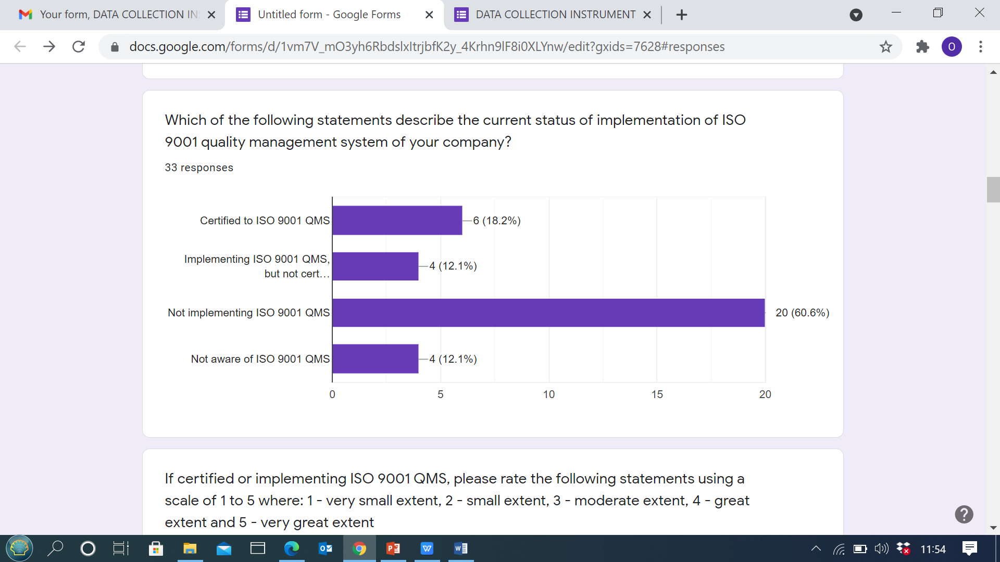 Your form, DATA COLLECTION IN
Untitled form - Google Forms
DATA COLLECTION INSTRUMENT
docs.google.com/forms/d/1vm7V_mO3yh6RbdslxItrjbfK2y_4Krhn9lF8i0XLYnw/edit?gxids=7628#responses
O
Which of the following statements describe the current status of implementation of ISO
9001 quality management system of your company?
33 responses
Certified to ISO 9001 QMS
6 (18.2%)
Implementing ISO 9001 QMS,
but not cert…
4 (12.1%)
Not implementing ISO 9001 QMS
20 (60.6%)
Not aware of ISO 9001 QMS
4 (12.1%)
0 5 10 15 20
If certified or implementing ISO 9001 QMS, please rate the following statements using a
scale of 1 to 5 where: 1 - very small extent, 2 - small extent, 3 - moderate extent, 4 - great
extent and 5 - very great extent
11:54